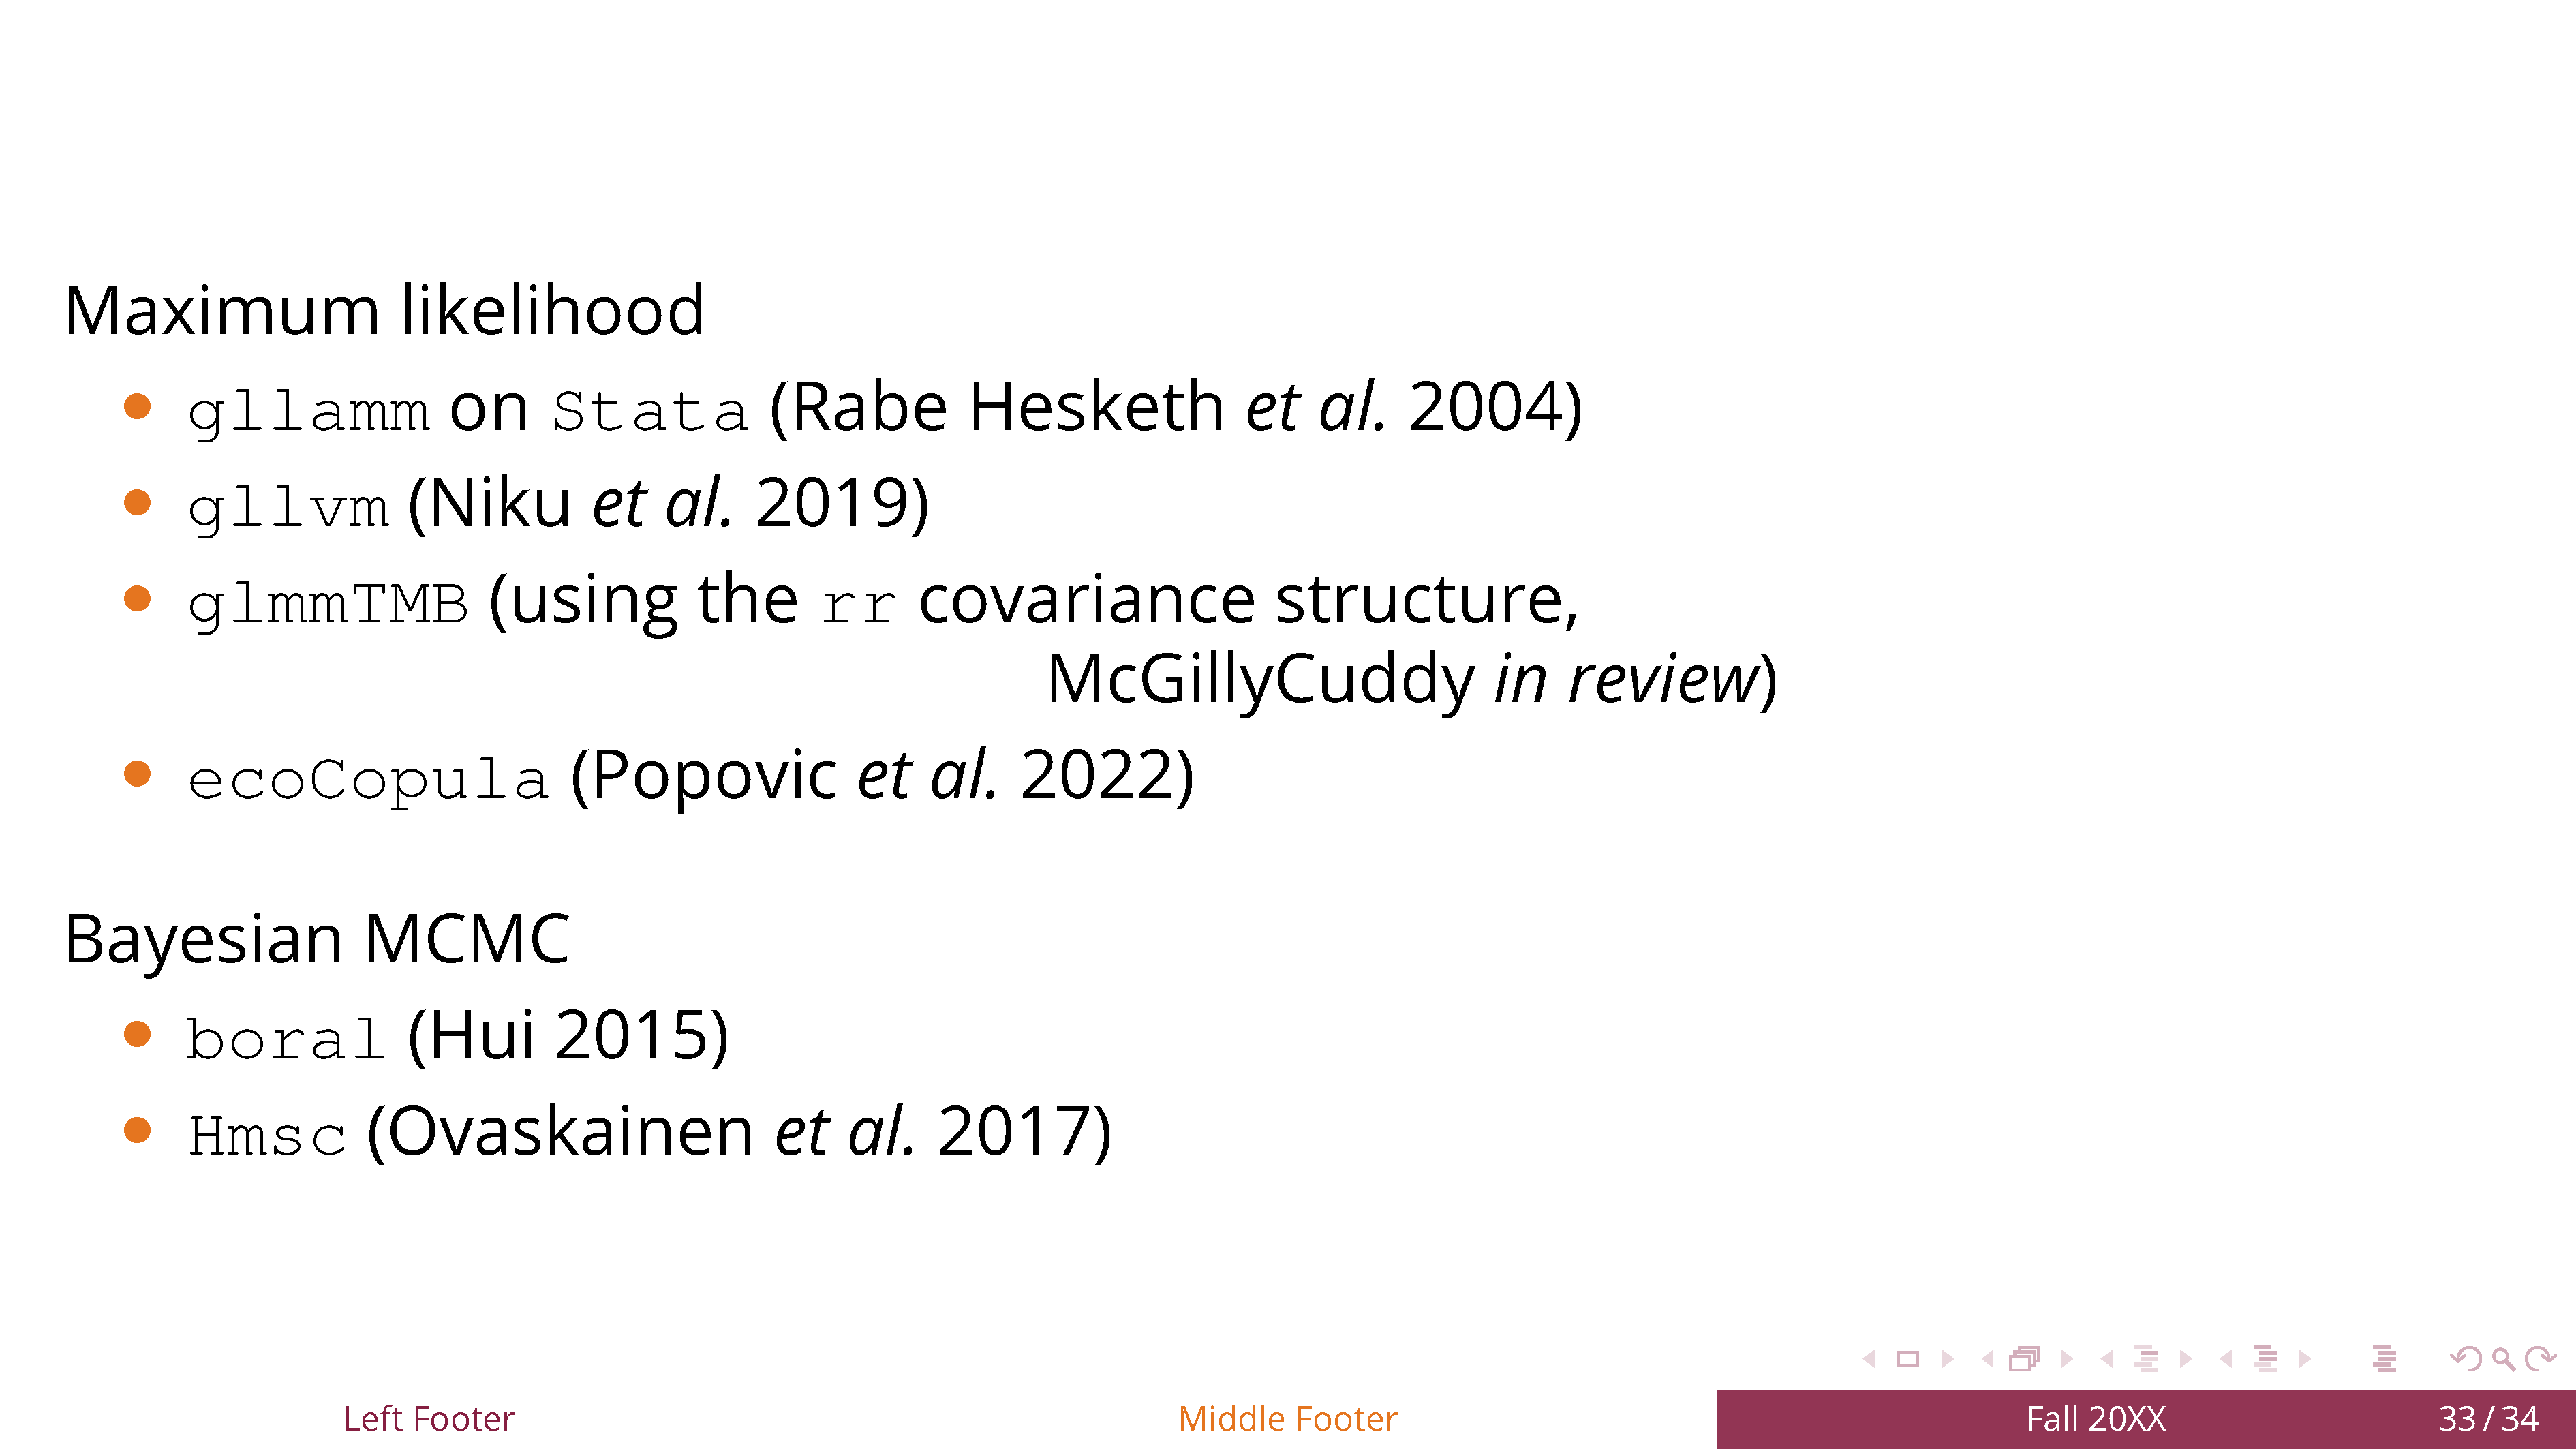 Maximum likelihood
• gllamm on Stata (Rabe Hesketh et al. 2004)
• gllvm (Niku et al. 2019)
• glmmTMB (using the rr covariance structure,
McGillyCuddy in review)
• ecoCopula (Popovic et al. 2022)
Bayesian MCMC
• boral (Hui 2015)
• Hmsc (Ovaskainen et al. 2017)
Left Footer
Middle Footer
Fall 20XX
33 / 34